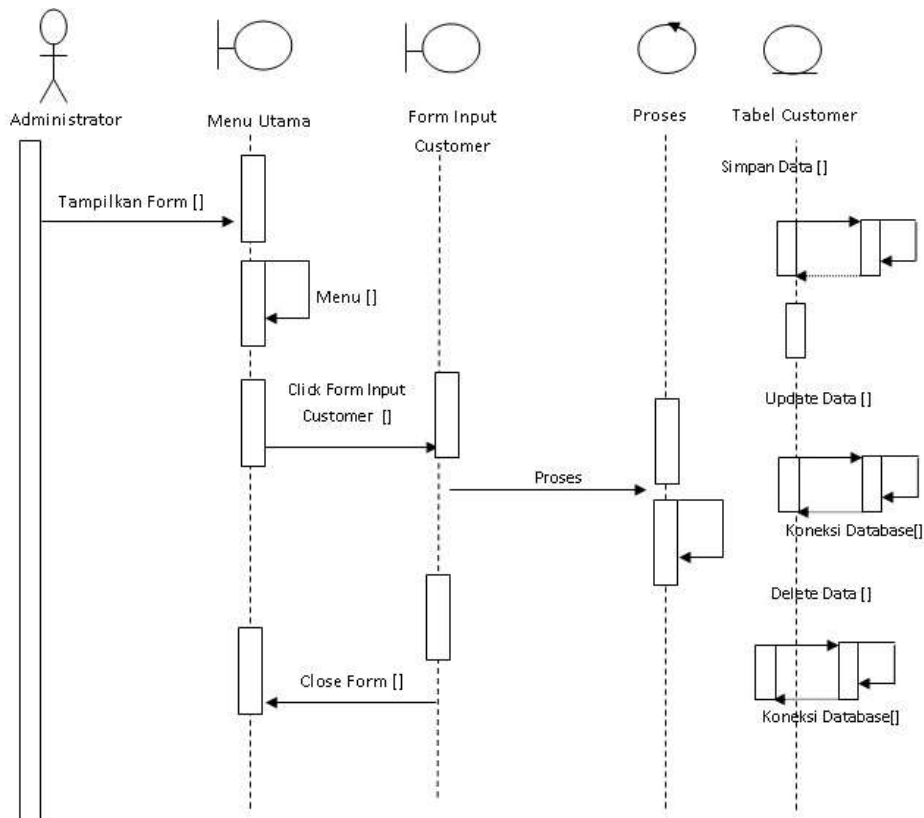 Administrator
Menu Utama
Form Input
Customer
Proses
Tabel Customer
Simpan Data []
Tampilkan Form []
Menu []
Click Form Input
Customer []
Update Data []
Proses
Koneksi Database[]
Delete Data []
Close Form []
Koneksi Database[]